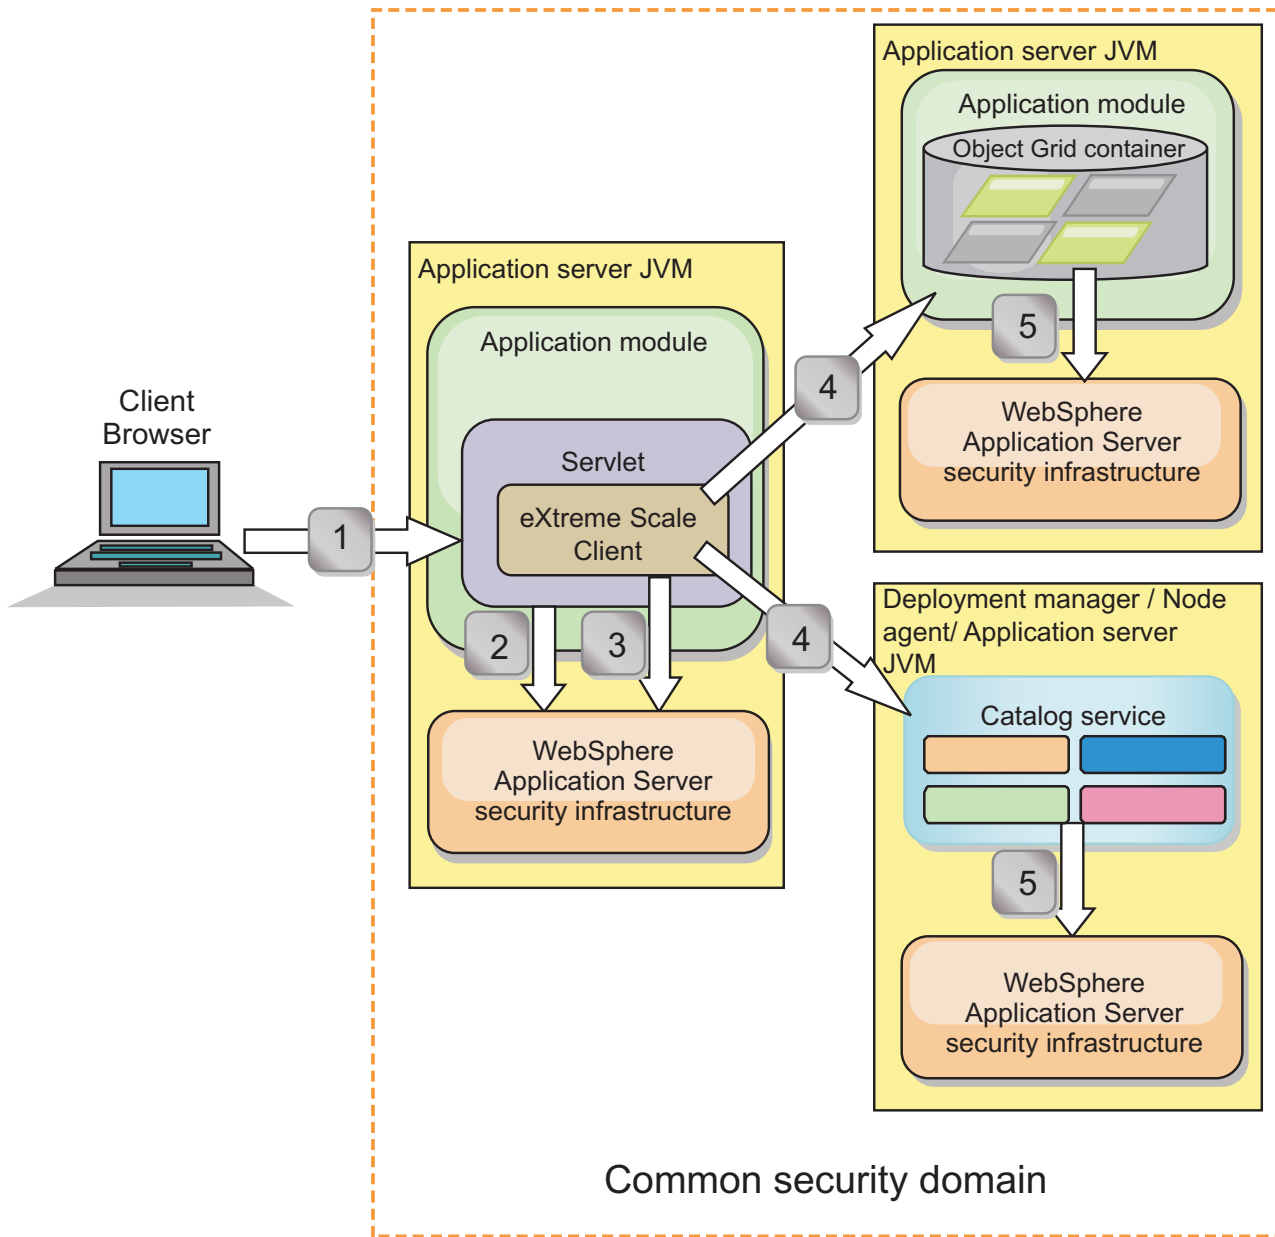 Client
Browser
1
Application server JVM
Application module
Servlet
eXtreme Scale
Client
2
3
WebSphere
Application Server
security infrastructure
4
Application server JVM
Application module
Object Grid container
5
WebSphere
Application Server
security infrastructure
4
Deployment manager / Node
agent/ Application server
JVM
Catalog service
5
WebSphere
Application Server
security infrastructure
Common security domain